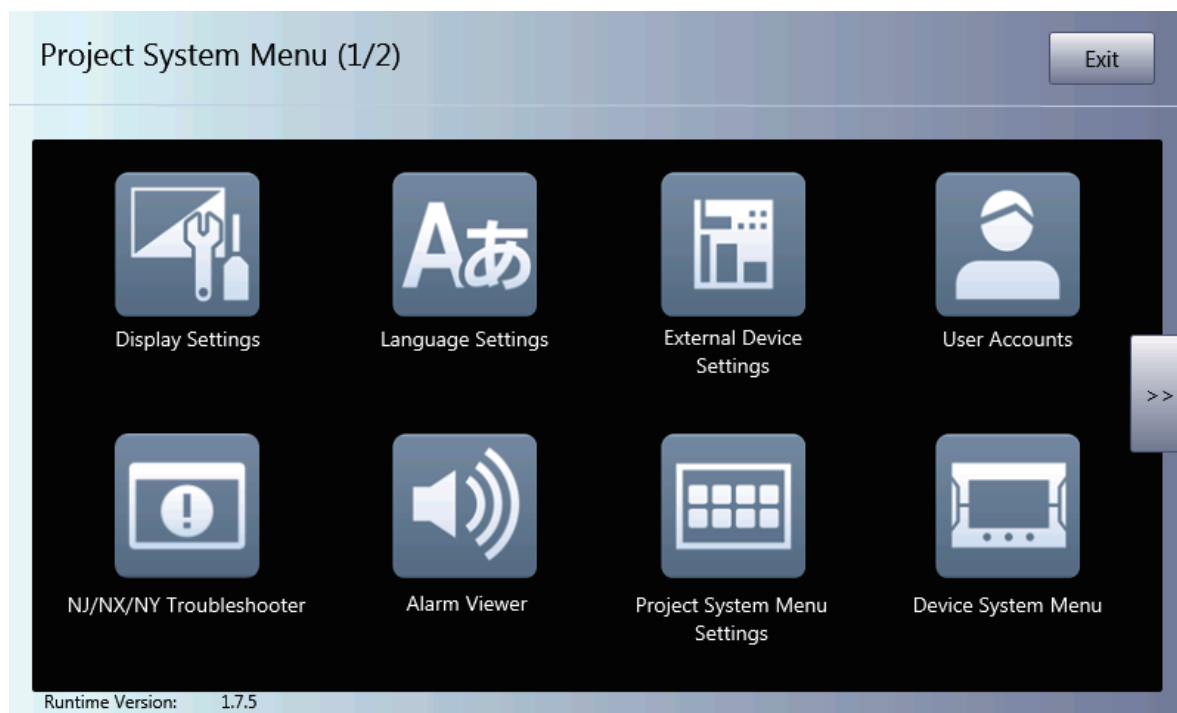 Project System Menu (1/2)
Exit
Aあ
Display Settings
Language Settings
External Device
Settings
User Accounts
>>
NJ/NX/NY Troubleshooter
Alarm Viewer
Project System Menu
Settings
Device System Menu
Runtime Version: 1.7.5